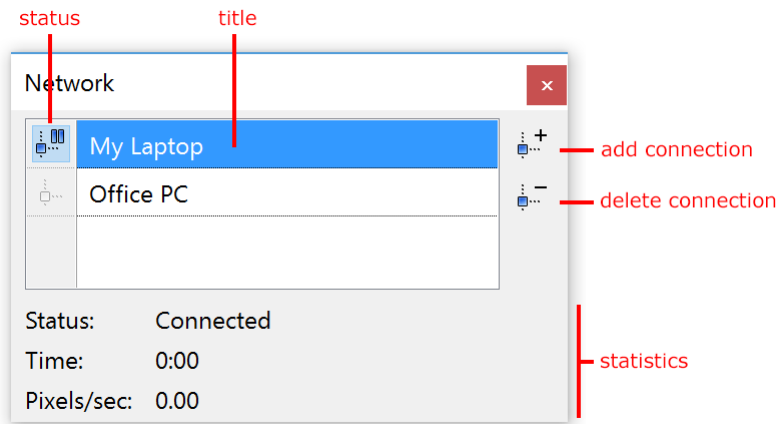 status title
Network
My Laptop
Office PC
add connection
delete connection
Status: Connected
Time: 0:00
Pixels/sec: 0.00
statistics